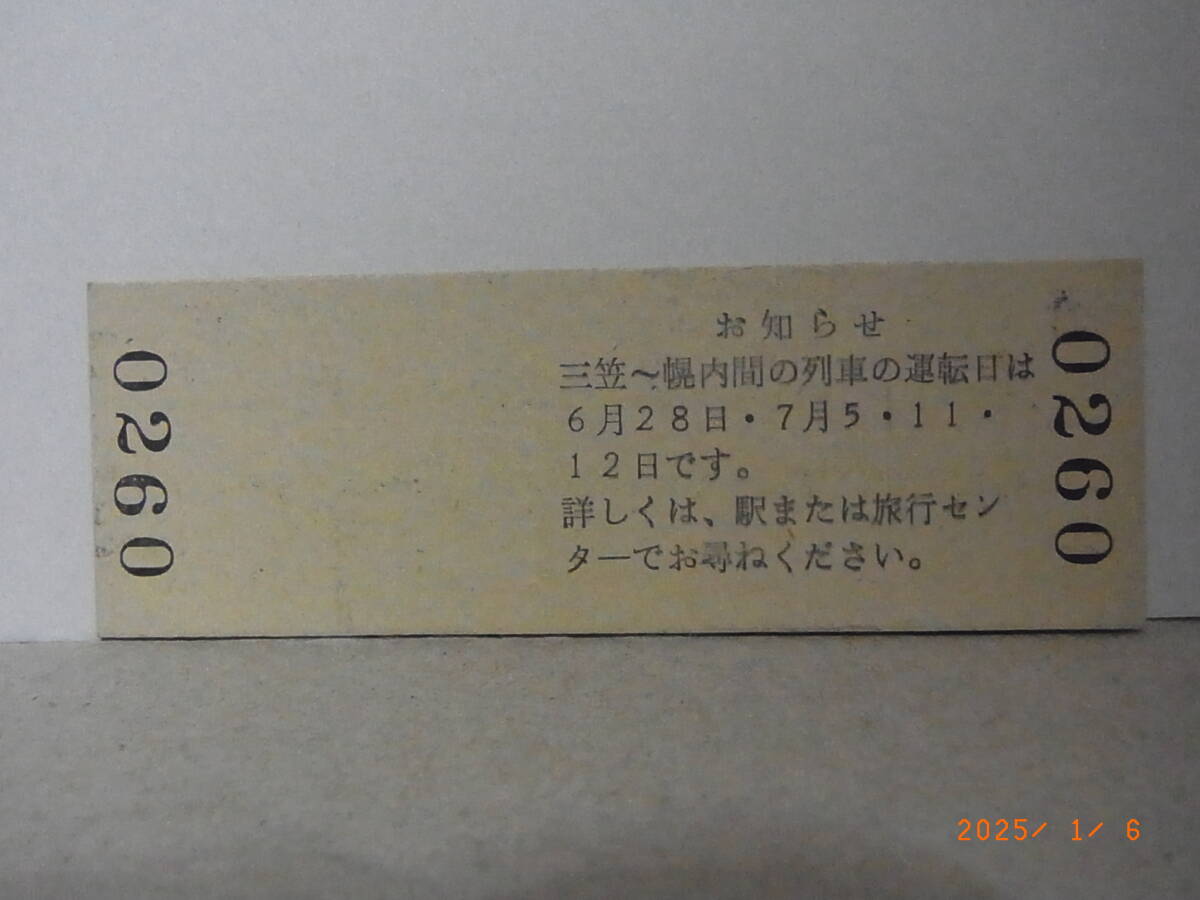 0260
お知らせ
三笠〜幌内間の列車の運転日は
6月28日・7月5・11・
12日です。
詳しくは、駅または旅行セン
ターでお尋ねください。
0260
2025/ 1/ 6